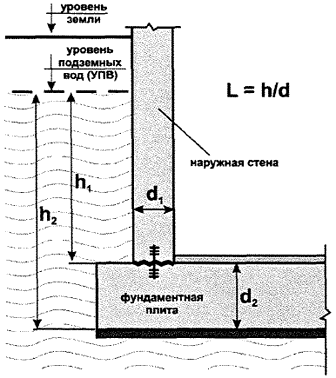 уровень
земли
уровень
подземных
вод (УПВ)
L = h/d
наружная стена
h₁
d₁
h₂
фундаментная
плита
d₂